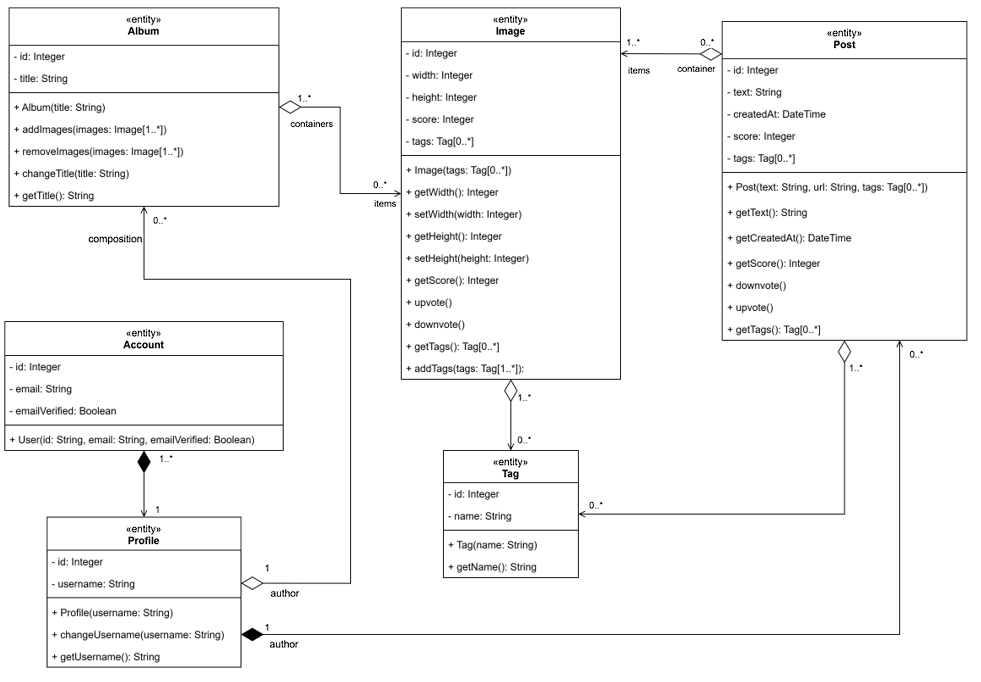 «entity»
Album
- id: Integer
- title: String
+ Album(title: String)
+ addImages(images: Image[1..*])
+ removeImages(images: Image[1..*])
+ changeTitle(title: String)
+ getTitle(): String
1..*
containers
0..*
items
0..*
composition
«entity»
Image
- id: Integer
- width: Integer
- height: Integer
- score: Integer
- tags: Tag[0..*]
+ Image(tags: Tag[0..*])
+ getWidth(): Integer
+ setWidth(width: Integer)
+ getHeight(): Integer
+ setHeight(height: Integer)
+ getScore(): Integer
+ upvote()
+ downvote()
+ getTags(): Tag[0..*]
+ addTags(tags: Tag[1..*]):
1..*
items
0..*
container
«entity»
Post
- id: Integer
- text: String
- createdAt: DateTime
- score: Integer
- tags: Tag[0..*]
+ Post(text: String, url: String, tags: Tag[0..*])
+ getText(): String
+ getCreatedAt(): DateTime
+ getScore(): Integer
+ downvote()
+ upvote()
+ getTags(): Tag[0..*]
1..*
0..*
«entity»
Account
- id: Integer
- email: String
- emailVerified: Boolean
+ User(id: String, email: String, emailVerified: Boolean)
1..*
1
1..*
0..*
«entity»
Tag
- id: Integer
- name: String
+ Tag(name: String)
+ getName(): String
0..*
«entity»
Profile
- id: Integer
- username: String
+ Profile(username: String)
+ changeUsername(username: String)
+ getUsername(): String
1
author
1
author